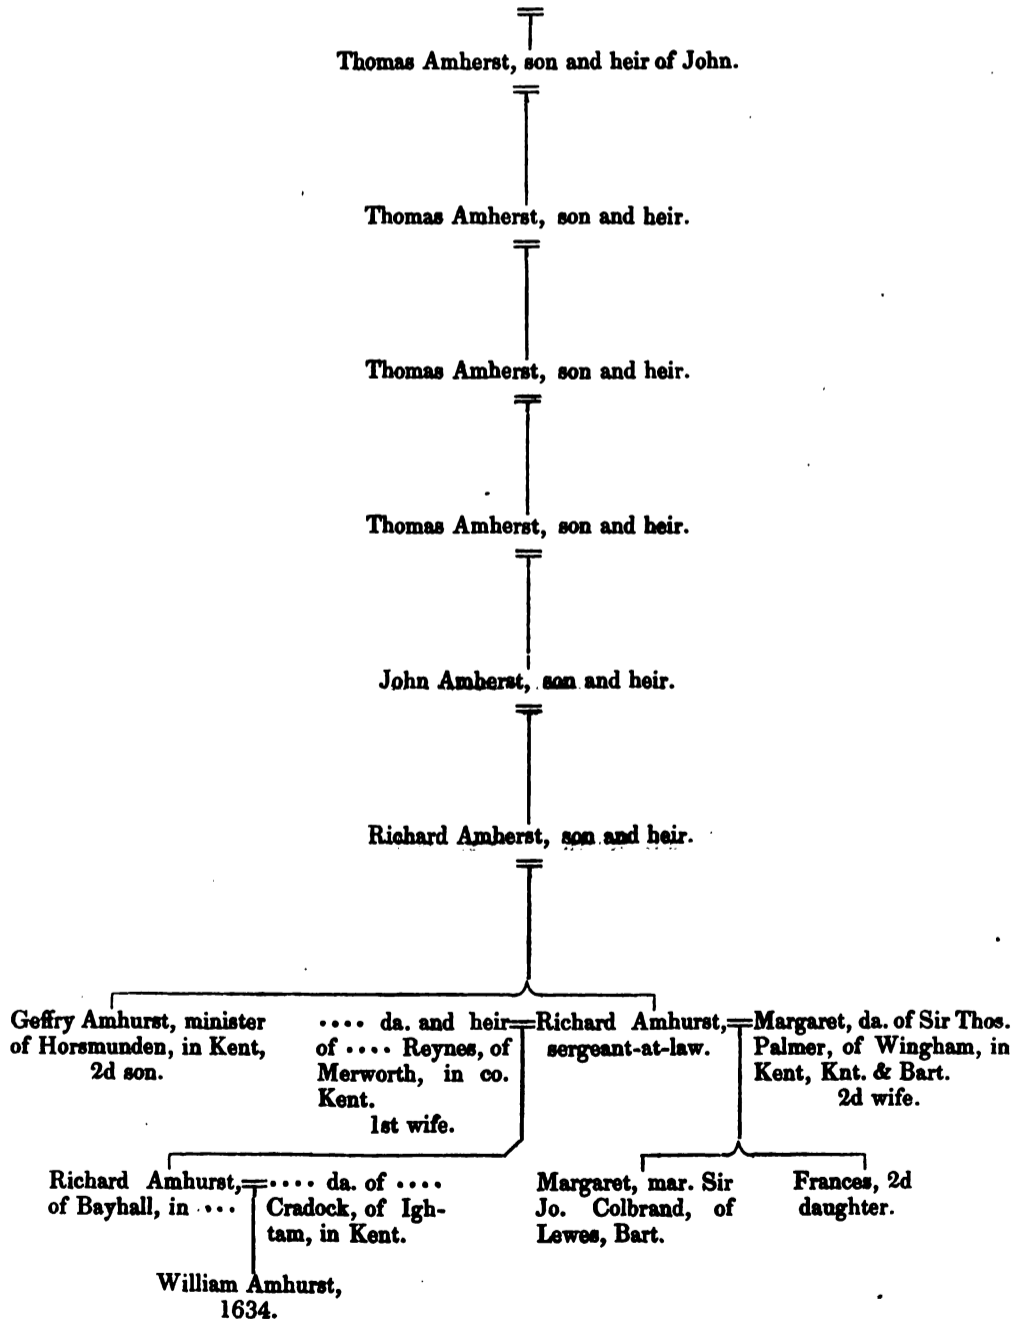 Thomas Amherst, son and heir of John.
Thomas Amherst, son and heir.
Thomas Amherst, son and heir.
Thomas Amherst, son and heir.
John Amherst, son and heir.
Richard Amherst, son and heir.
Geffry Amhurst, minister
of Horsmunden, in Kent,
2d son.
•••• da. and heir
of •••• Reynes, of
Merworth, in co.
Kent.
1st wife.
Richard Amhurst,
sergeant-at-law.
Margaret, da. of Sir Thos.
Palmer, of Wingham, in
Kent, Knt. & Bart.
2d wife.
Richard Amhurst,
of Bayhall, in •••
•••• da. of ••••
Cradock, of Igh-
tam, in Kent.
Margaret, mar. Sir
Jo. Colbrand, of
Lewes, Bart.
Frances, 2d
daughter.
William Amhurst,
1634.